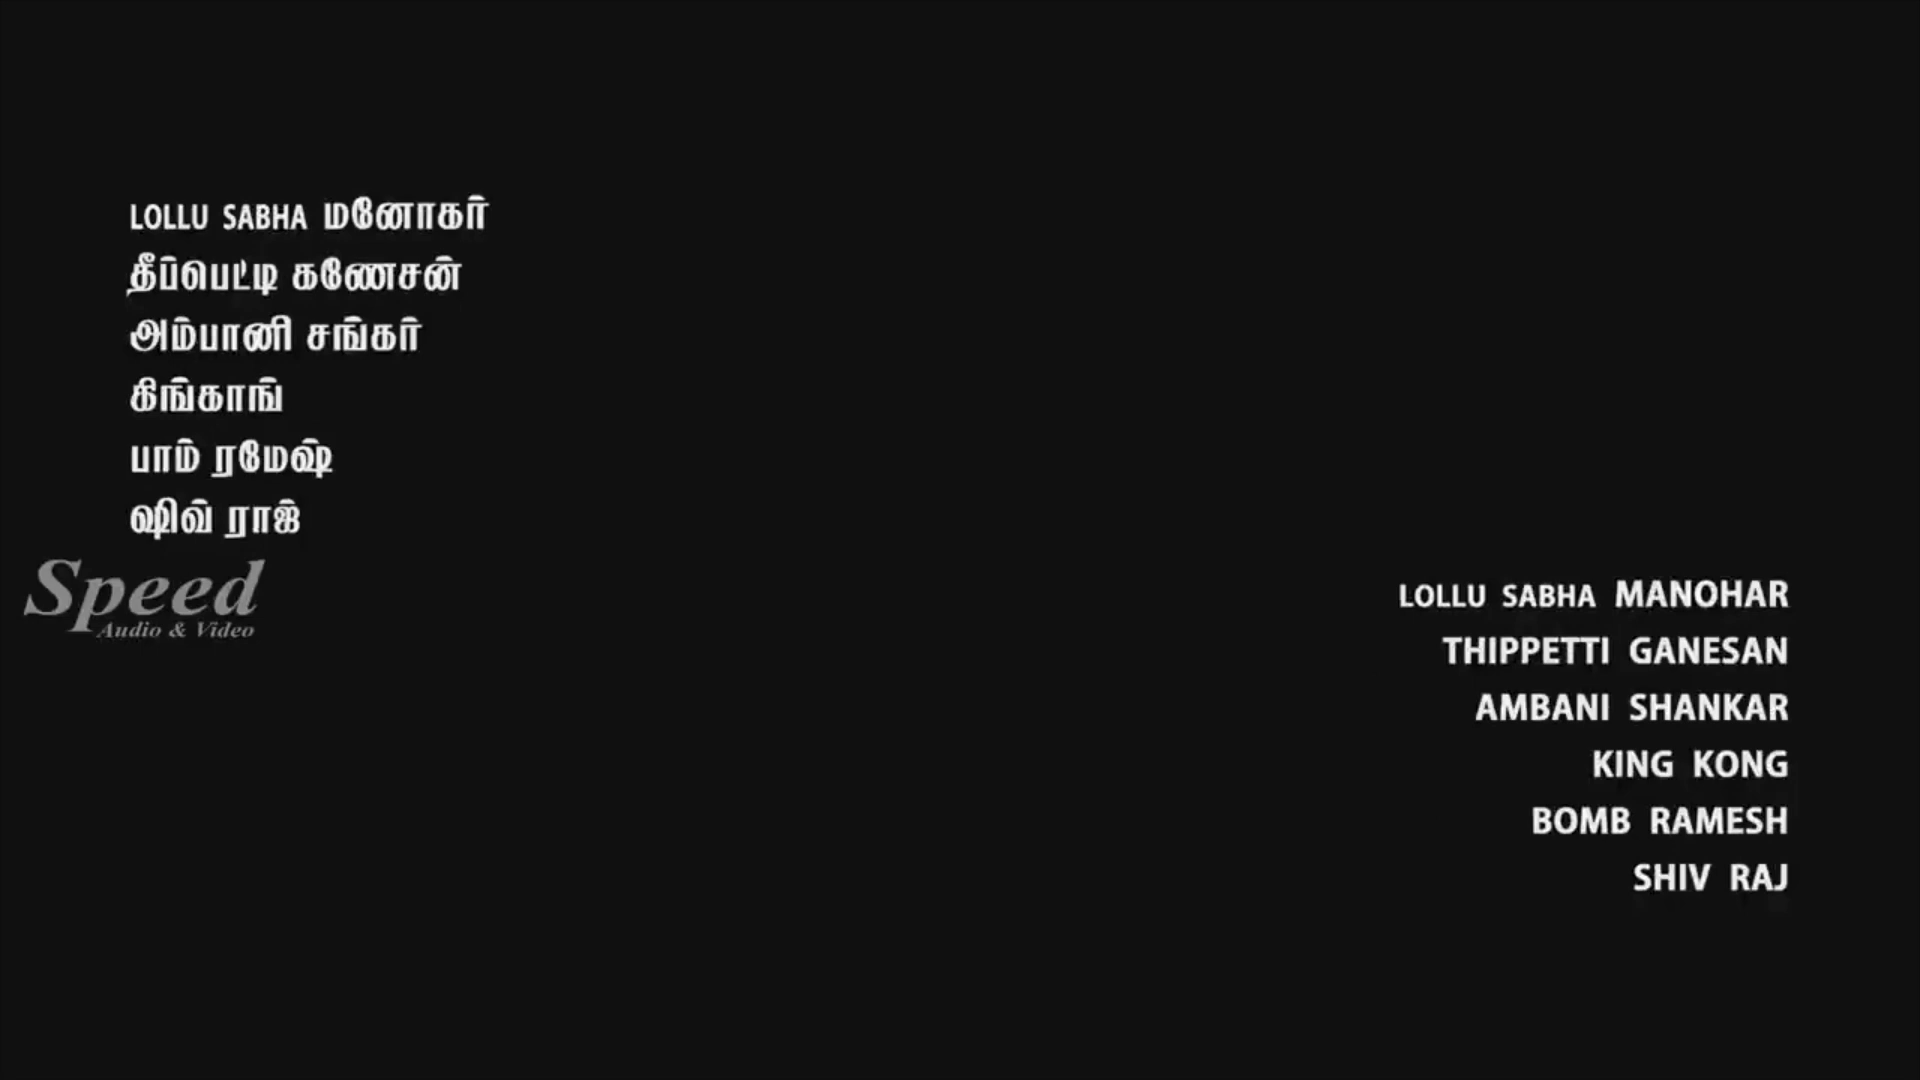 LOLLU SABHA மனோகர்
தீப்பெட்டி கணேசன்
அம்பானி சங்கர்
கிங்காங்
பாம் ரமேஷ்
ஷிவ் ராஜ்
Speed
Audio & Video
LOLLU SABHA MANOHAR
THIPPETTI GANESAN
AMBANI SHANKAR
KING KONG
BOMB RAMESH
SHIV RAJ